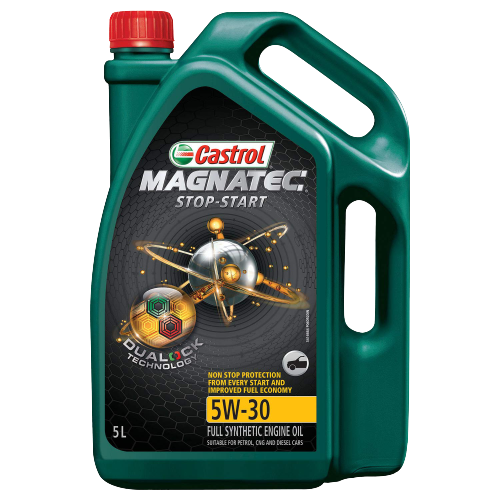 Castrol
MAGNATEC
STOP-START
DUALOCK
TECHNOLOGY
NON STOP PROTECTION
FROM EVERY START AND
IMPROVED FUEL ECONOMY
5W-30
5 L
FULL SYNTHETIC ENGINE OIL
SUITABLE FOR PETROL, CNG AND DIESEL CARS